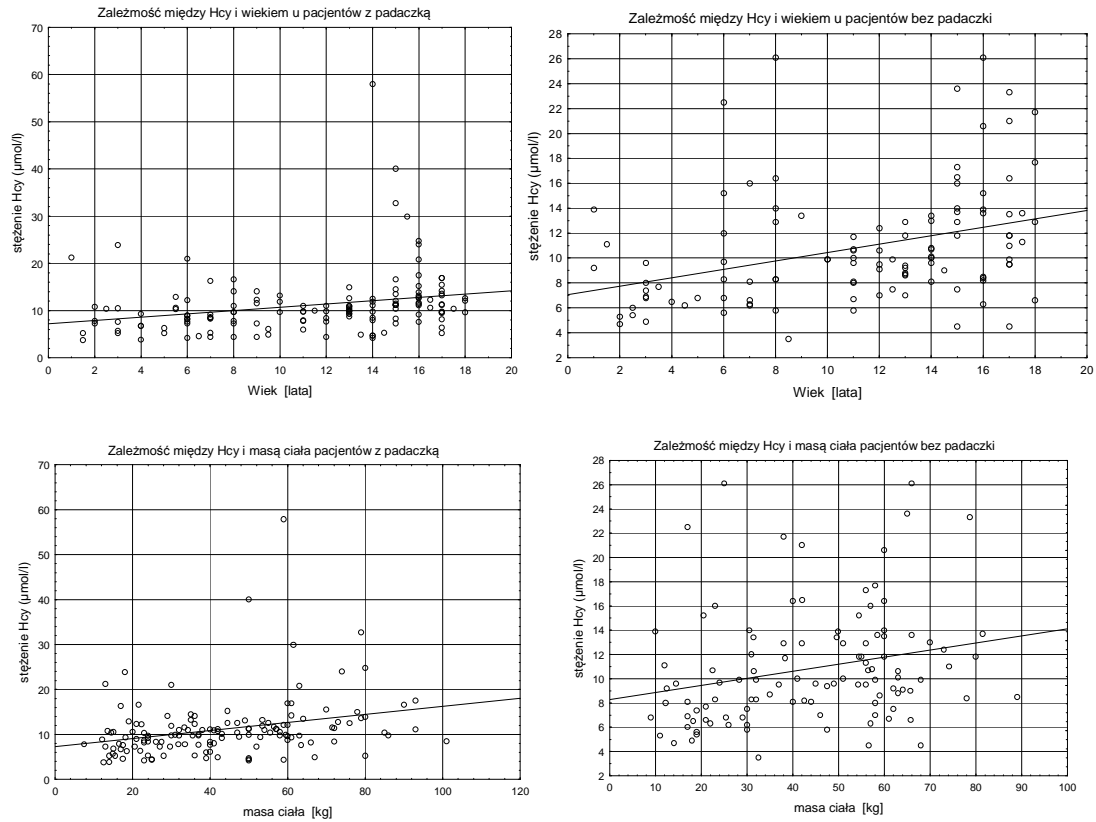 Zależmość między Hcy i wiekiem u pacjentów z padaczką
70
60
50
40
30
20
10
0
stężenie Hcy (μmol/l)
0 2 4 6 8 10 12 14 16 18 20
Wiek [lata]
Zależmość między Hcy i wiekiem u pacjentów bez padaczki
28
26
24
22
20
18
16
14
12
10
8
6
4
2
stężenie Hcy (μmol/l)
0 2 4 6 8 10 12 14 16 18 20
Wiek [lata]
Zależmość między Hcy i masą ciała pacjentów z padaczką
70
60
50
40
30
20
10
0
stężenie Hcy (μmol/l)
0 20 40 60 80 100 120
masa ciała [kg]
Zależmość między Hcy i masą ciała pacjentów bez padaczki
28
26
24
22
20
18
16
14
12
10
8
6
4
2
stężenie Hcy (μmol/l)
0 10 20 30 40 50 60 70 80 90 100
masa ciała [kg]